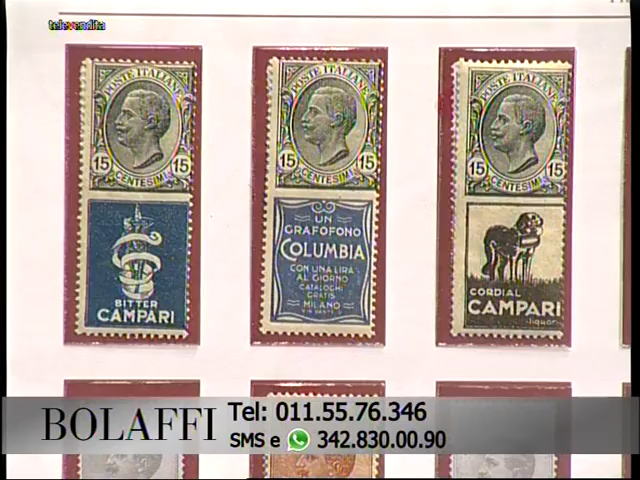 televendita
POSTE ITALIANE
15 15
CENTESIMI
BITTER
CAMPARI
POSTE ITALIANE
15 15
CENTESIMI
UN
GRAFOFONO
COLUMBIA
CON UNA LIRA
AL GIORNO
CATALOGHI
GRATIS
MILANO
POSTE ITALIANE
15 15
CENTESIMI
CORDIAL
CAMPARI
liquor
BOLAFFI
Tel: 011.55.76.346
SMS e 342.830.00.90